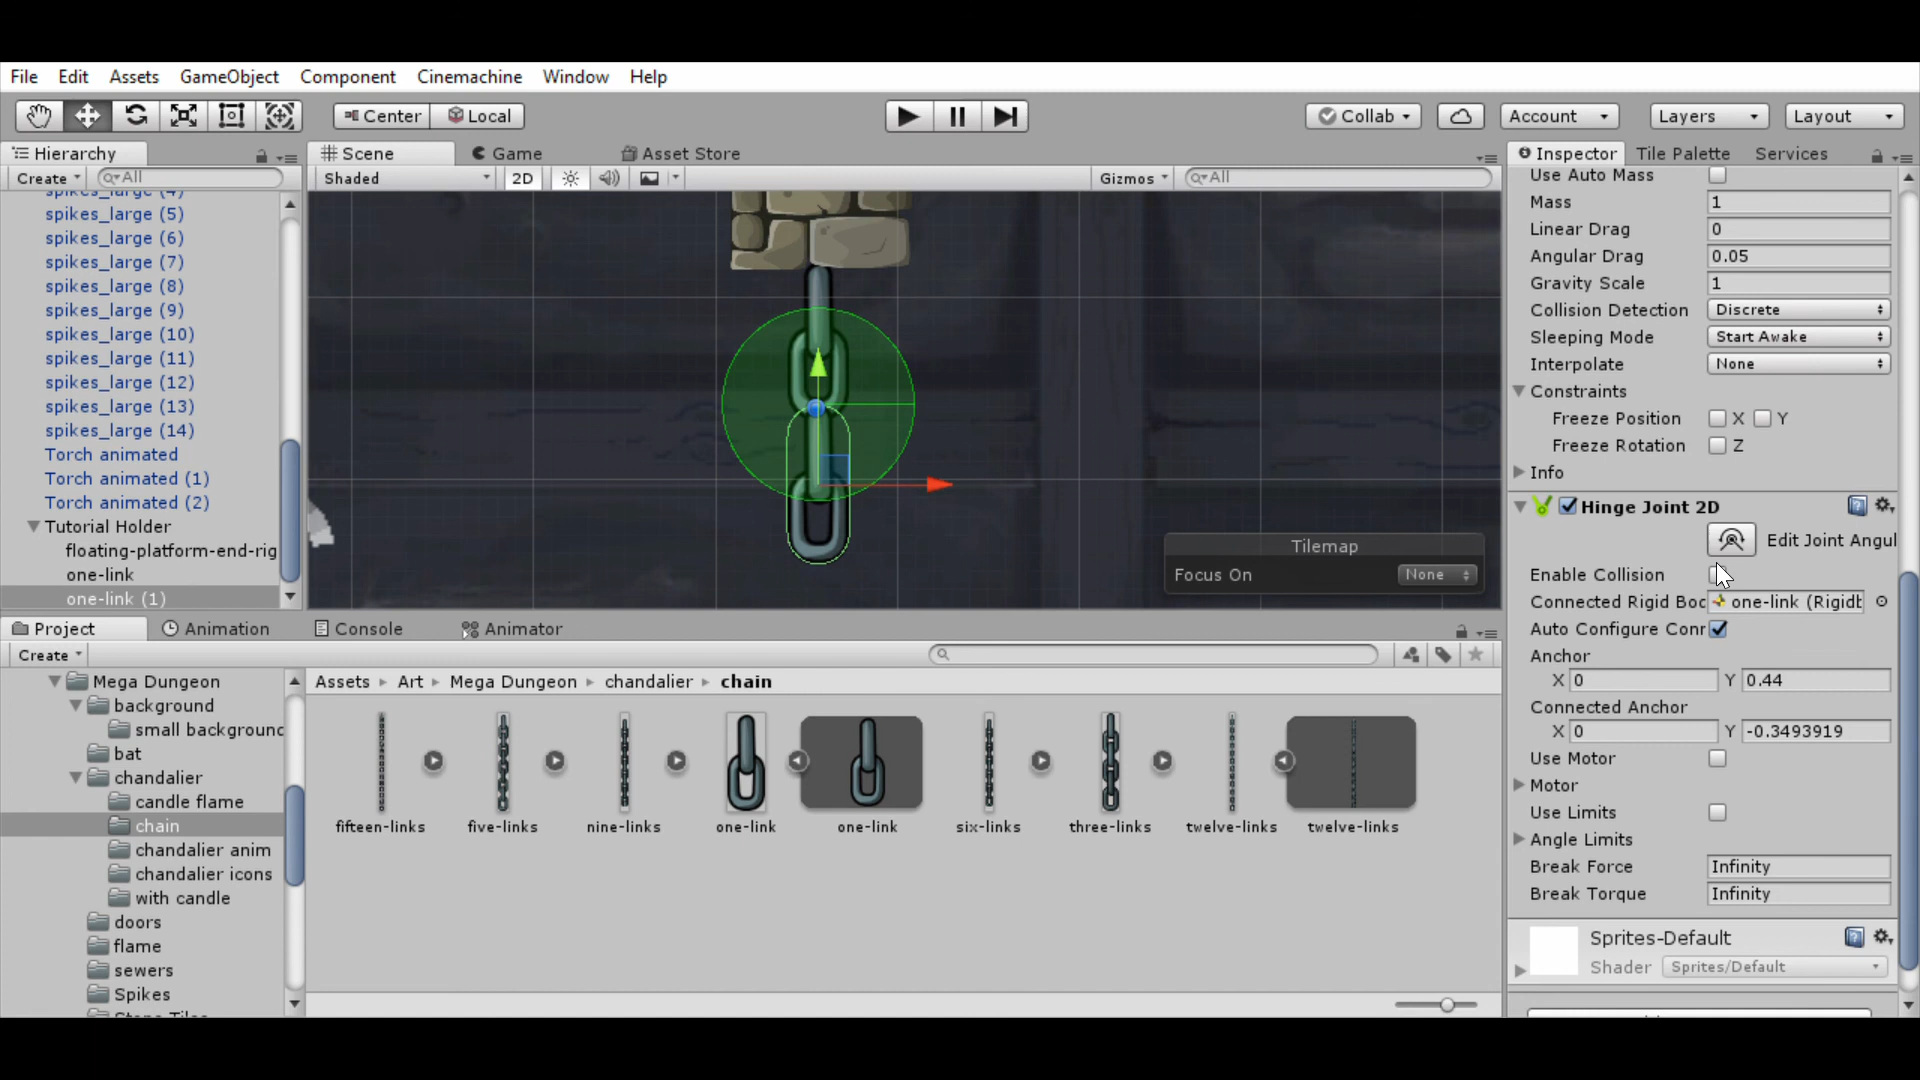 File Edit Assets GameObject Component Cinemachine Window Help
Center Local Collab Account Layers Layout
Hierarchy
Create All
spikes_large (4)
spikes_large (5)
spikes_large (6)
spikes_large (7)
spikes_large (8)
spikes_large (9)
spikes_large (10)
spikes_large (11)
spikes_large (12)
spikes_large (13)
spikes_large (14)
Torch animated
Torch animated (1)
Torch animated (2)
Tutorial Holder
floating-platform-end-rig
one-link
one-link (1)
Scene Game Asset Store
Shaded 2D Gizmos All
Tilemap
Focus On None
Inspector Tile Palette Services
Use Auto Mass
Mass 1
Linear Drag 0
Angular Drag 0.05
Gravity Scale 1
Collision Detection Discrete
Sleeping Mode Start Awake
Interpolate None
Constraints
Freeze Position X Y
Freeze Rotation Z
Info
Hinge Joint 2D
Edit Joint Angul
Enable Collision
Connected Rigid Boc one-link (Rigidb
Auto Configure Conr
Anchor
X 0 Y 0.44
Connected Anchor
X 0 Y -0.3493919
Use Motor
Motor
Use Limits
Angle Limits
Break Force Infinity
Break Torque Infinity
Sprites-Default
Shader Sprites/Default
Project Animation Console Animator
Create
Mega Dungeon
background
small background
bat
chandalier
candle flame
chain
chandalier anim
chandalier icons
with candle
doors
flame
sewers
Spikes
Assets Art Mega Dungeon chandalier chain
fifteen-links five-links nine-links one-link one-link six-links three-links twelve-links twelve-links